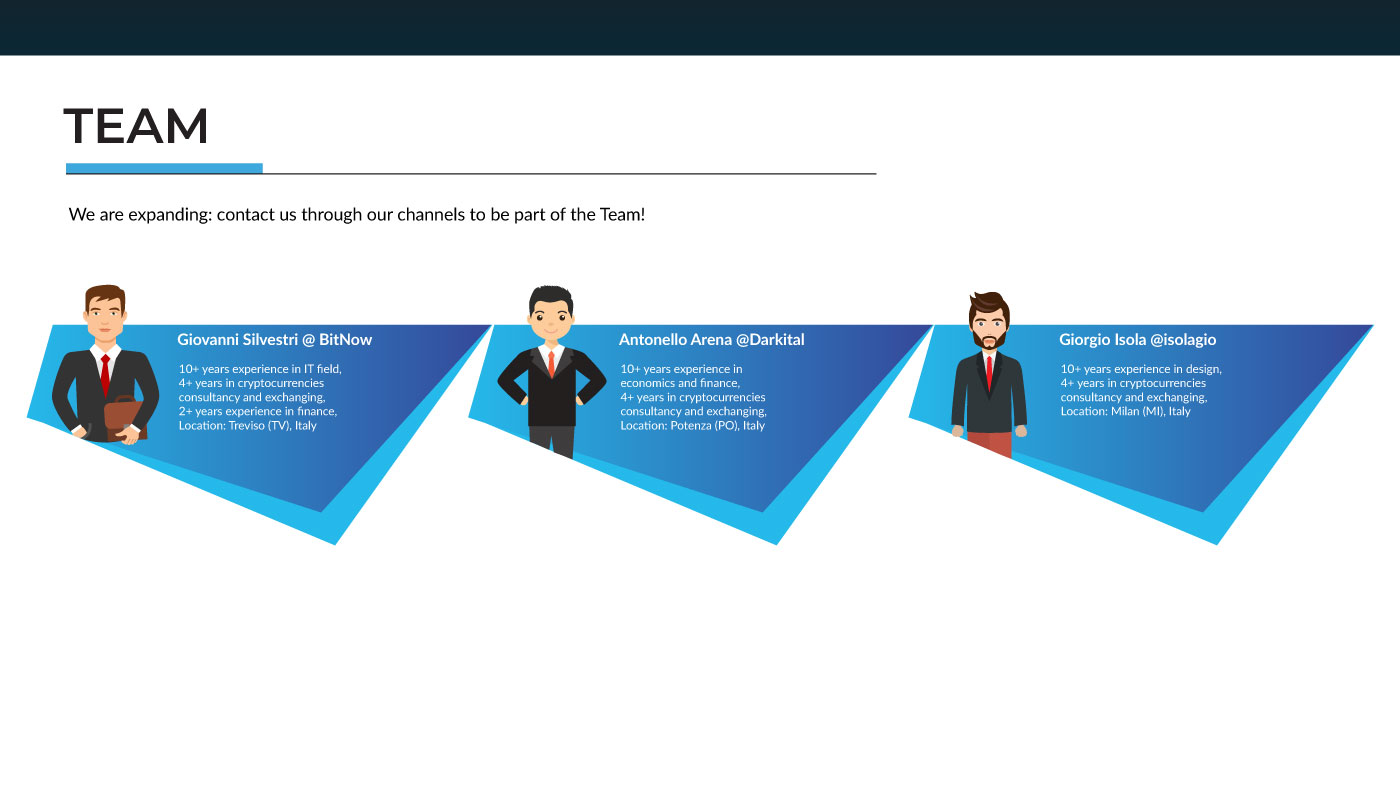 TEAM
We are expanding: contact us through our channels to be part of the Team!
Giovanni Silvestri @ BitNow
10+ years experience in IT field,
4+ years in cryptocurrencies
consultancy and exchanging,
2+ years experience in finance,
Location: Treviso (TV), Italy
Antonello Arena @Darkital
10+ years experience in
economics and finance,
4+ years in cryptocurrencies
consultancy and exchanging,
Location: Potenza (PO), Italy
Giorgio Isola @isolagio
10+ years experience in design,
4+ years in cryptocurrencies
consultancy and exchanging,
Location: Milan (MI), Italy